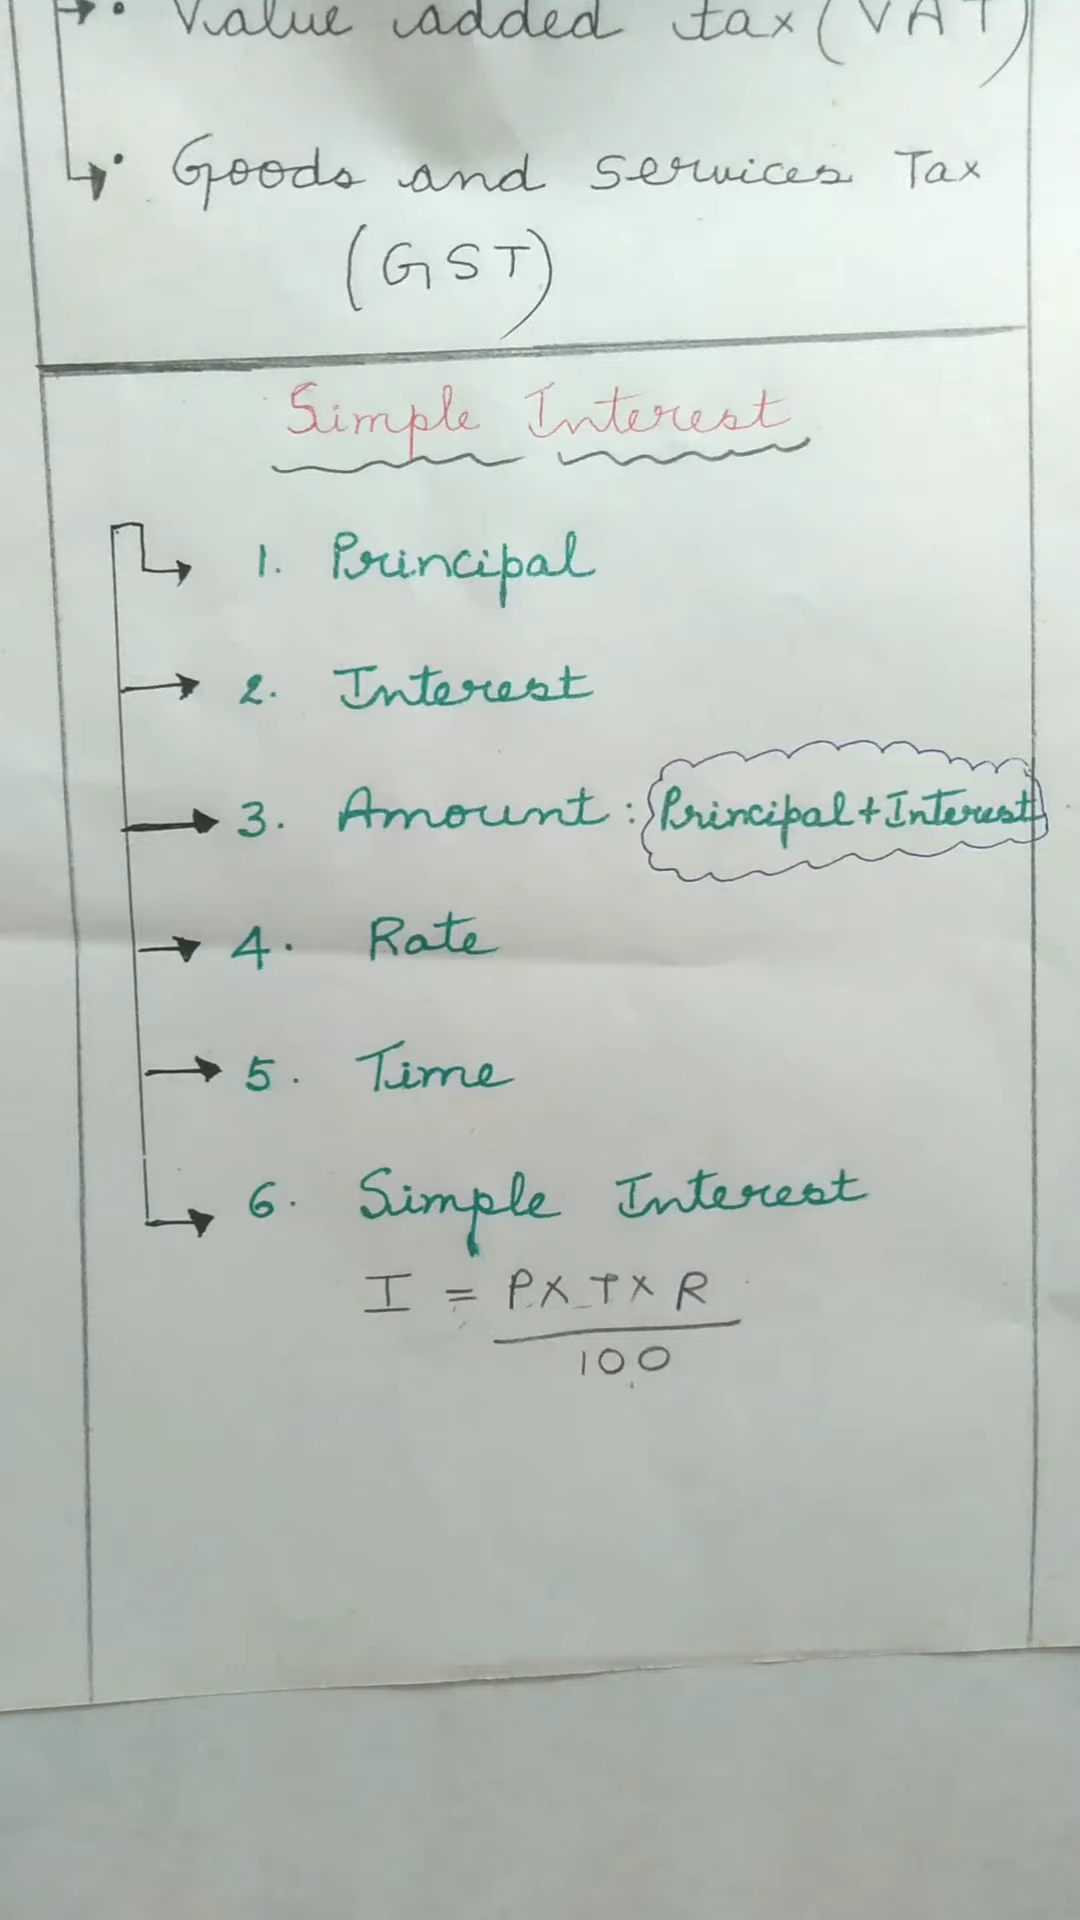 • Value added tax (VAT)
• Goods and services Tax
(GST)
Simple Interest
1. Principal
2. Interest
3. Amount : Principal + Interest
4. Rate
5. Time
6. Simple Interest
I = P X T X R
100